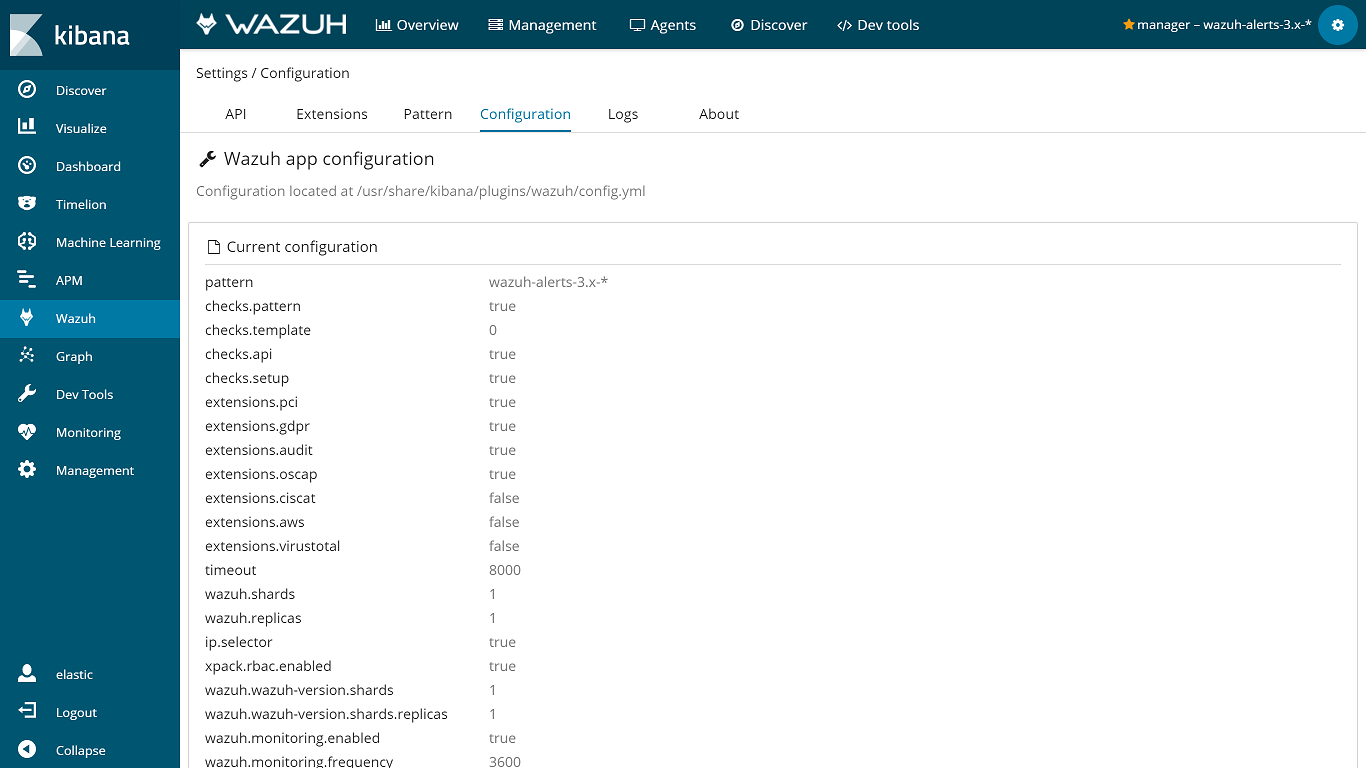 kibana
Discover
Visualize
Dashboard
Timelion
Machine Learning
APM
Wazuh
Graph
Dev Tools
Monitoring
Management
elastic
Logout
Collapse
WAZUH Overview Management Agents Discover </> Dev tools manager – wazuh-alerts-3.x-*
Settings / Configuration
API Extensions Pattern Configuration Logs About
Wazuh app configuration
Configuration located at /usr/share/kibana/plugins/wazuh/config.yml
Current configuration
pattern wazuh-alerts-3.x-*
checks.pattern true
checks.template 0
checks.api true
checks.setup true
extensions.pci true
extensions.gdpr true
extensions.audit true
extensions.oscap true
extensions.ciscat false
extensions.aws false
extensions.virustotal false
timeout 8000
wazuh.shards 1
wazuh.replicas 1
ip.selector true
xpack.rbac.enabled true
wazuh.wazuh-version.shards 1
wazuh.wazuh-version.shards.replicas 1
wazuh.monitoring.enabled true
wazuh.monitoring.frequency 3600